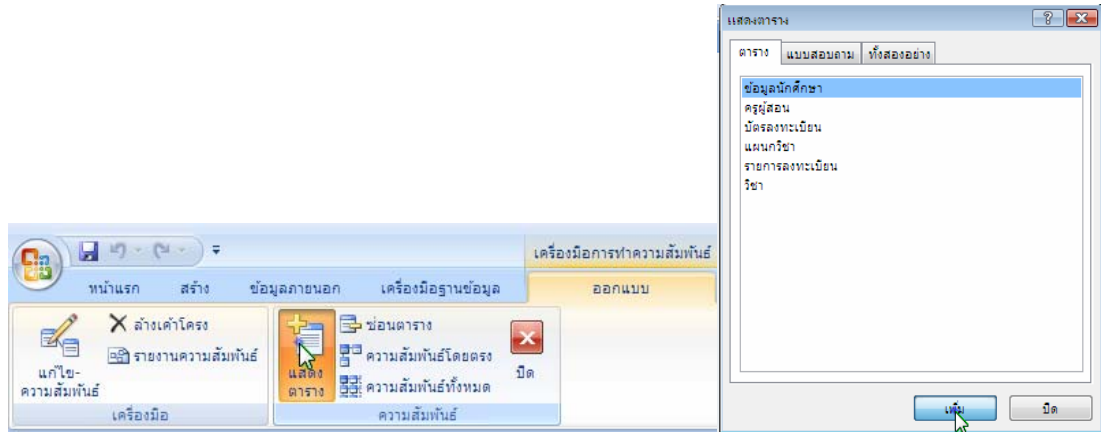 แสดงตาราง
ตาราง แบบสอบถาม ทั้งสองอย่าง
ข้อมูลนักศึกษา
ครูผู้สอน
บัตรลงทะเบียน
แผนกวิชา
รายการลงทะเบียน
วิชา
เพิ่ม ปิด
เครื่องมือการทำความสัมพันธ์
หน้าแรก สร้าง ข้อมูลภายนอก เครื่องมือฐานข้อมูล ออกแบบ
แก้ไข-
ความสัมพันธ์
ล้างเค้าโครง
รายงานความสัมพันธ์
เครื่องมือ
แสดง
ตาราง
ซ่อนตาราง
ความสัมพันธ์โดยตรง
ความสัมพันธ์ทั้งหมด
ปิด
ความสัมพันธ์